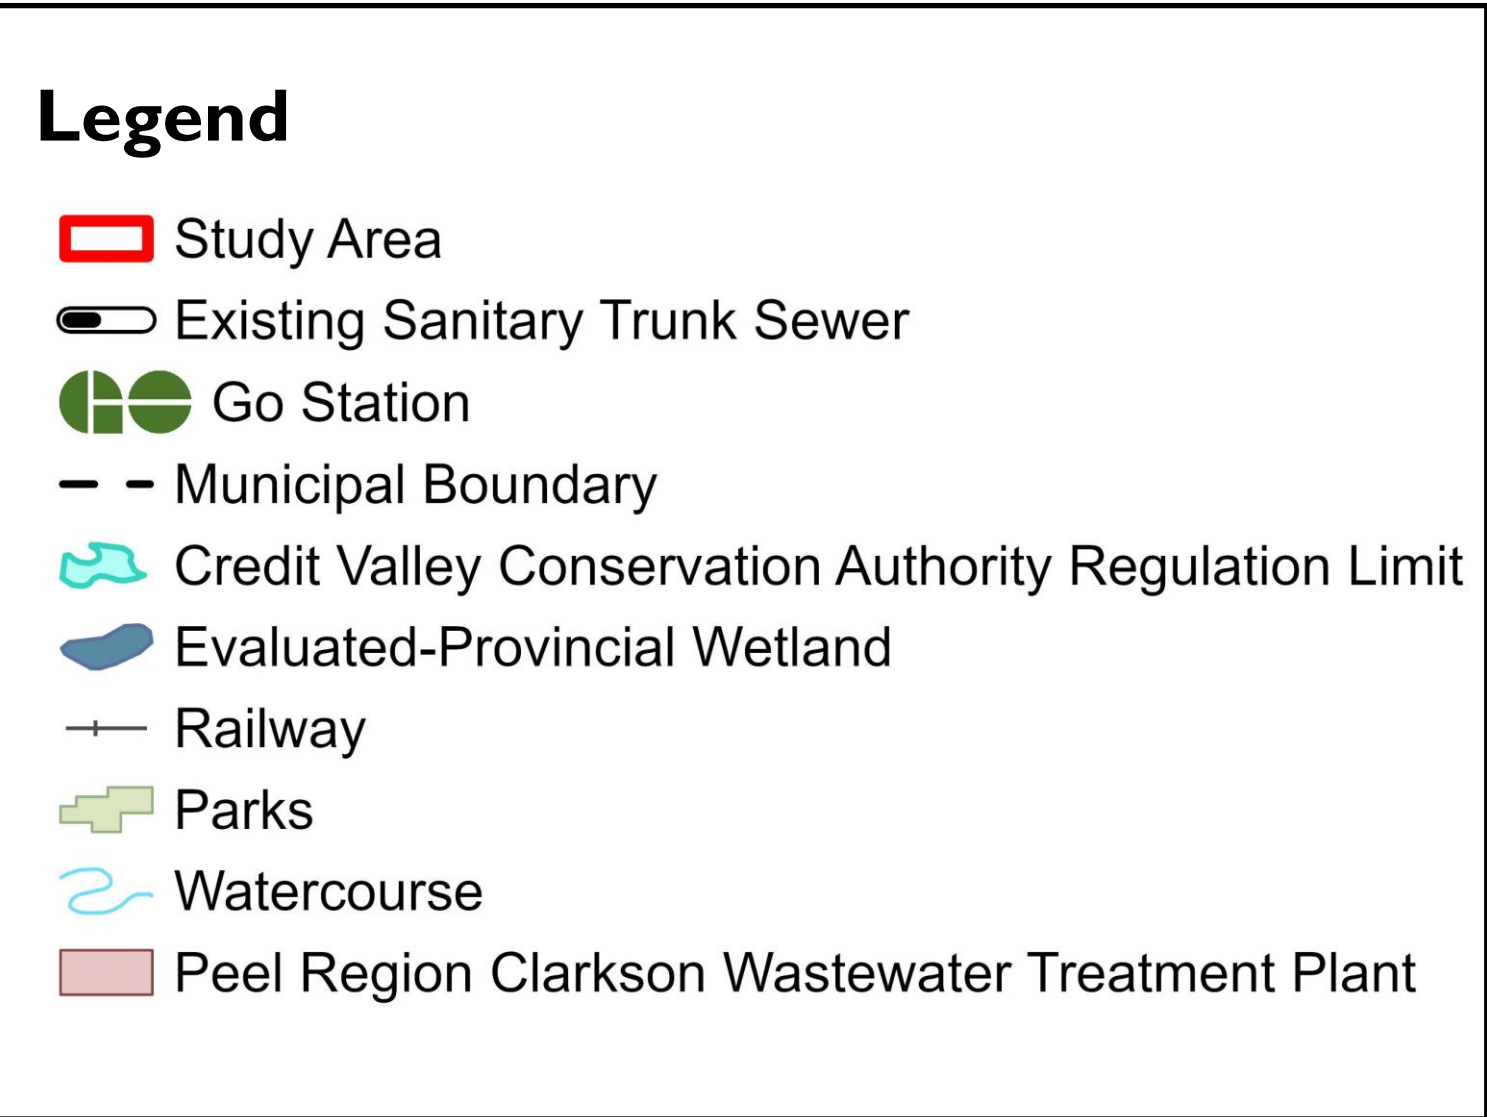 Legend
Study Area
Existing Sanitary Trunk Sewer
Go Station
Municipal Boundary
Credit Valley Conservation Authority Regulation Limit
Evaluated-Provincial Wetland
Railway
Parks
Watercourse
Peel Region Clarkson Wastewater Treatment Plant